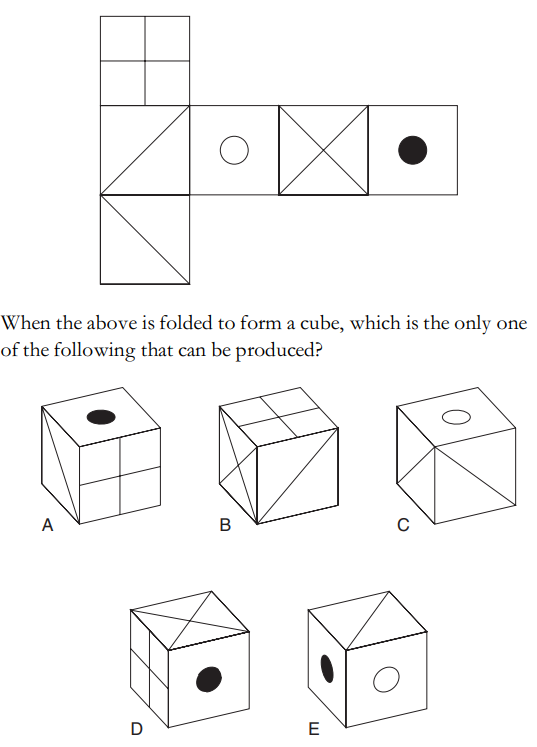 When the above is folded to form a cube, which is the only one
of the following that can be produced?
A
B
C
D
E